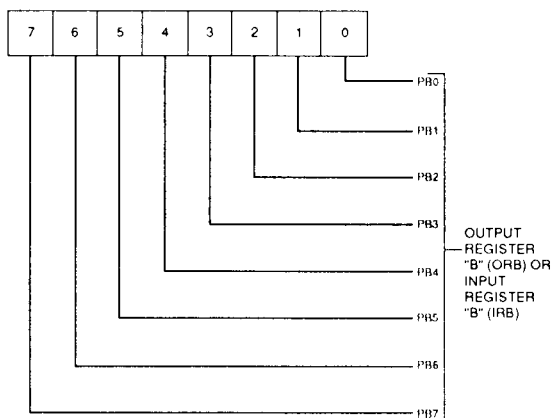 7 6 5 4 3 2 1 0
PB0
PB1
PB2
PB3
PB4
PB5
PB6
PB7
OUTPUT
REGISTER
"B" (ORB) OR
INPUT
REGISTER
"B" (IRB)